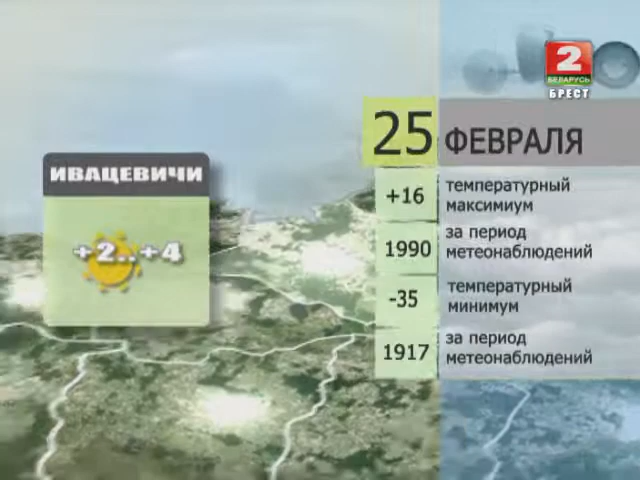 2
БЕЛАРУСЬ
БРЕСТ
25 ФЕВРАЛЯ
ИВАЦЕВИЧИ
+2..+4
+16 температурный
максимиум
1990 за период
метеонаблюдений
-35 температурный
минимум
1917 за период
метеонаблюдений